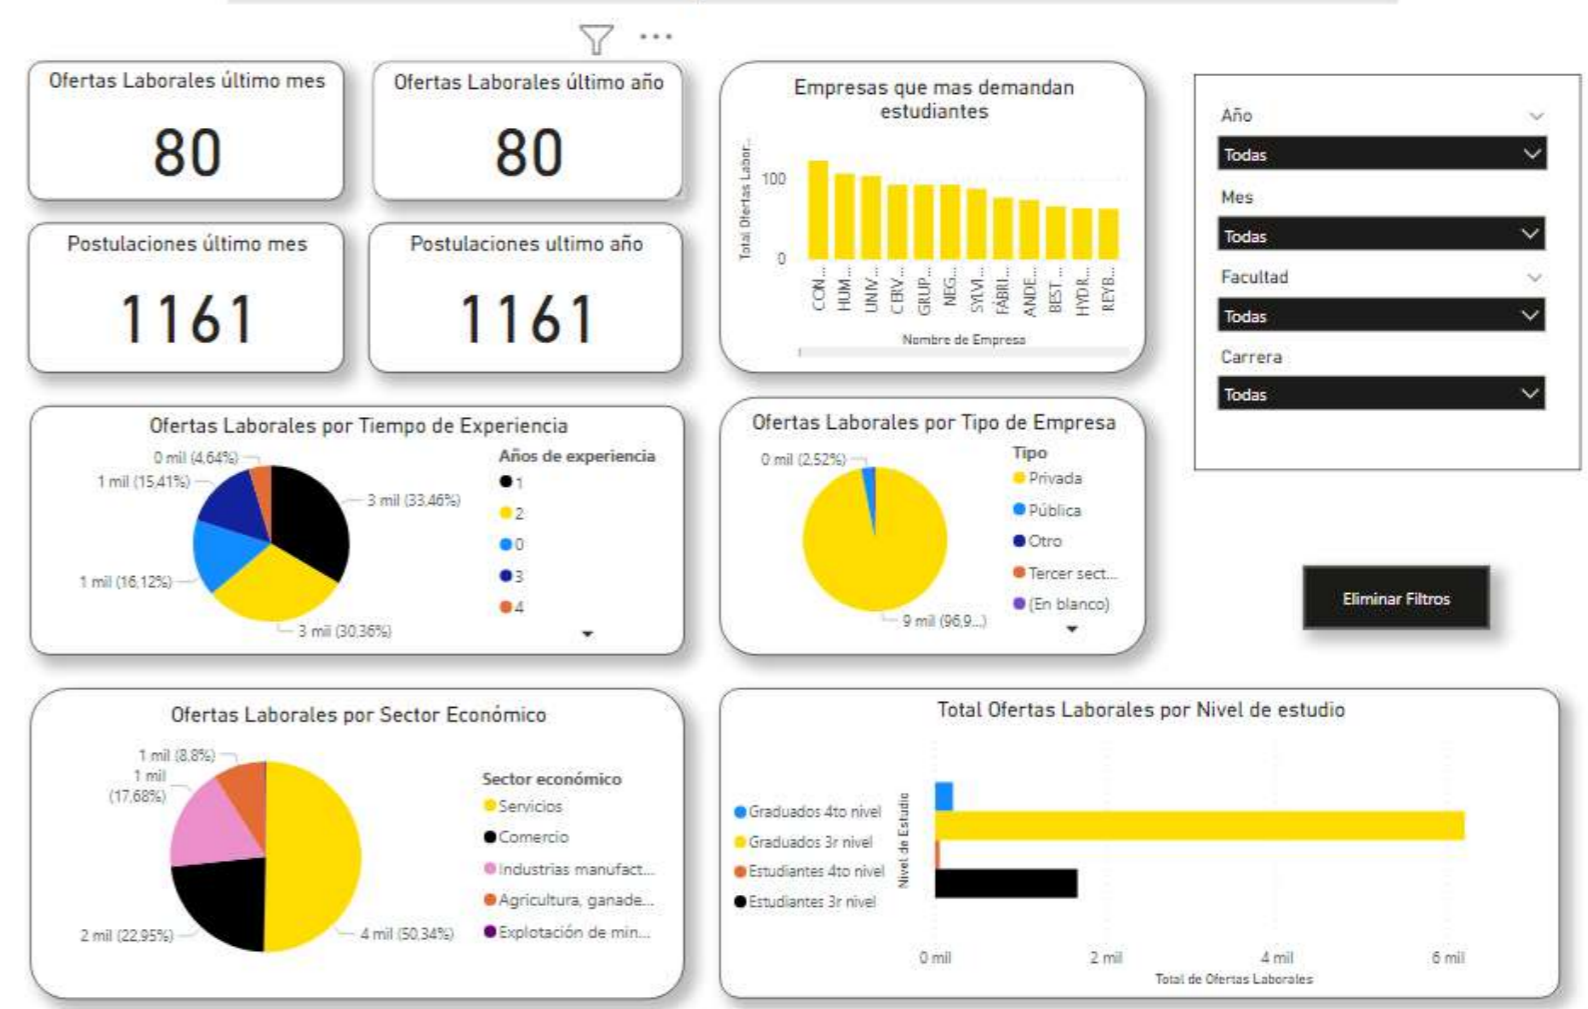 Ofertas Laborales último mes
80
Ofertas Laborales último año
80
Postulaciones último mes
1161
Postulaciones ultimo año
1161
Empresas que mas demandan
estudiantes
Total Ofertas Labor...
100
0
CON...
HUM...
UNIV...
CERV...
GRUP...
NEG...
SYLVI...
FÁBRI...
ANDE...
BEST ...
HYDR...
REYB...
Nombre de Empresa
Año
Todas
Mes
Todas
Facultad
Todas
Carrera
Todas
Eliminar Filtros
Ofertas Laborales por Tiempo de Experiencia
0 mil (4,64%)
1 mil (15,41%)
3 mil (33,46%)
1 mil (16,12%)
3 mil (30,36%)
Años de experiencia
1
2
0
3
4
Ofertas Laborales por Tipo de Empresa
0 mil (2,52%)
9 mil (96,9...)
Tipo
Privada
Pública
Otro
Tercer sect...
(En blanco)
Ofertas Laborales por Sector Económico
1 mil (8,8%)
1 mil
(17,68%)
2 mil (22,95%)
4 mil (50,34%)
Sector económico
Servicios
Comercio
Industrias manufact...
Agricultura, ganade...
Explotación de min...
Total Ofertas Laborales por Nivel de estudio
Graduados 4to nivel
Graduados 3r nivel
Estudiantes 4to nivel
Estudiantes 3r nivel
Nivel de Estudio
0 mil
2 mil
4 mil
6 mil
Total de Ofertas Laborales